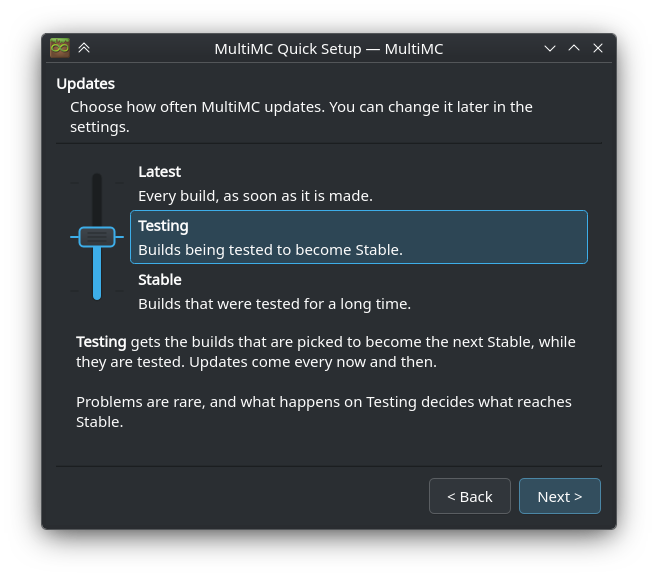 MultiMC Quick Setup — MultiMC
Updates
Choose how often MultiMC updates. You can change it later in the
settings.
Latest
Every build, as soon as it is made.
Testing
Builds being tested to become Stable.
Stable
Builds that were tested for a long time.
Testing gets the builds that are picked to become the next Stable, while
they are tested. Updates come every now and then.
Problems are rare, and what happens on Testing decides what reaches
Stable.
< Back
Next >